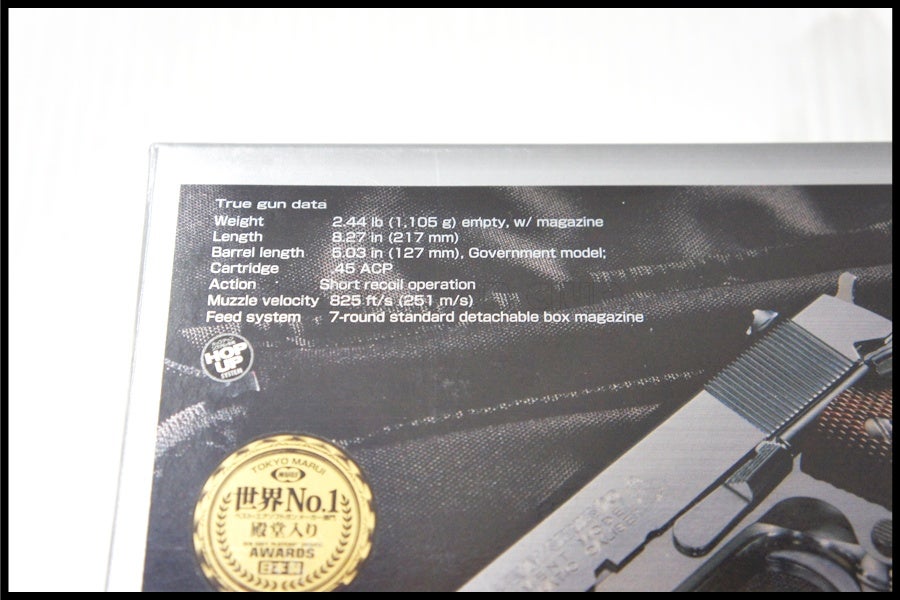 True gun data
Weight 2.44 lb (1,105 g) empty, w/ magazine
Length 8.27 in (217 mm)
Barrel length 5.03 in (127 mm), Government model;
Cartridge .45 ACP
Action Short recoil operation
Muzzle velocity 825 ft/s (251 m/s)
Feed system 7-round standard detachable box magazine
HOP
UP
SYSTEM
TOKYO MARUI
世界No.1
殿堂入り
AWARDS
日本製